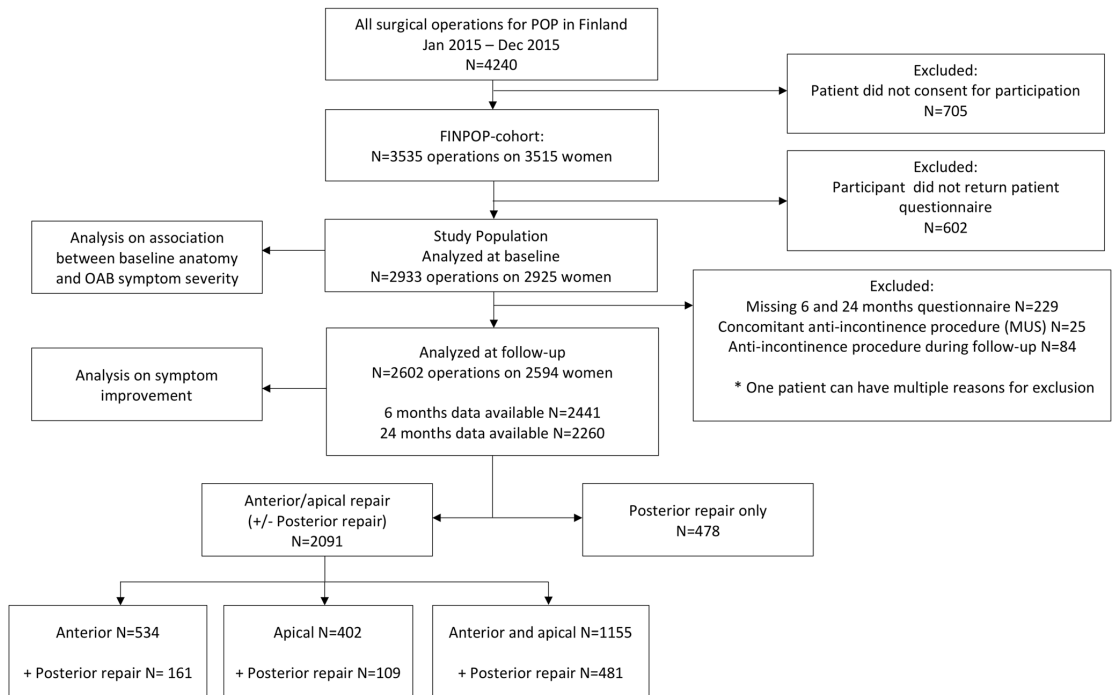 All surgical operations for POP in Finland
Jan 2015 – Dec 2015
N=4240
Excluded:
Patient did not consent for participation
N=705
FINPOP-cohort:
N=3535 operations on 3515 women
Excluded:
Participant did not return patient
questionnaire
N=602
Analysis on association
between baseline anatomy
and OAB symptom severity
Study Population
Analyzed at baseline
N=2933 operations on 2925 women
Excluded:
Missing 6 and 24 months questionnaire N=229
Concomitant anti-incontinence procedure (MUS) N=25
Anti-incontinence procedure during follow-up N=84
* One patient can have multiple reasons for exclusion
Analysis on symptom
improvement
Analyzed at follow-up
N=2602 operations on 2594 women
6 months data available N=2441
24 months data available N=2260
Anterior/apical repair
(+/- Posterior repair)
N=2091
Posterior repair only
N=478
Anterior N=534
+ Posterior repair N= 161
Apical N=402
+ Posterior repair N=109
Anterior and apical N=1155
+ Posterior repair N=481